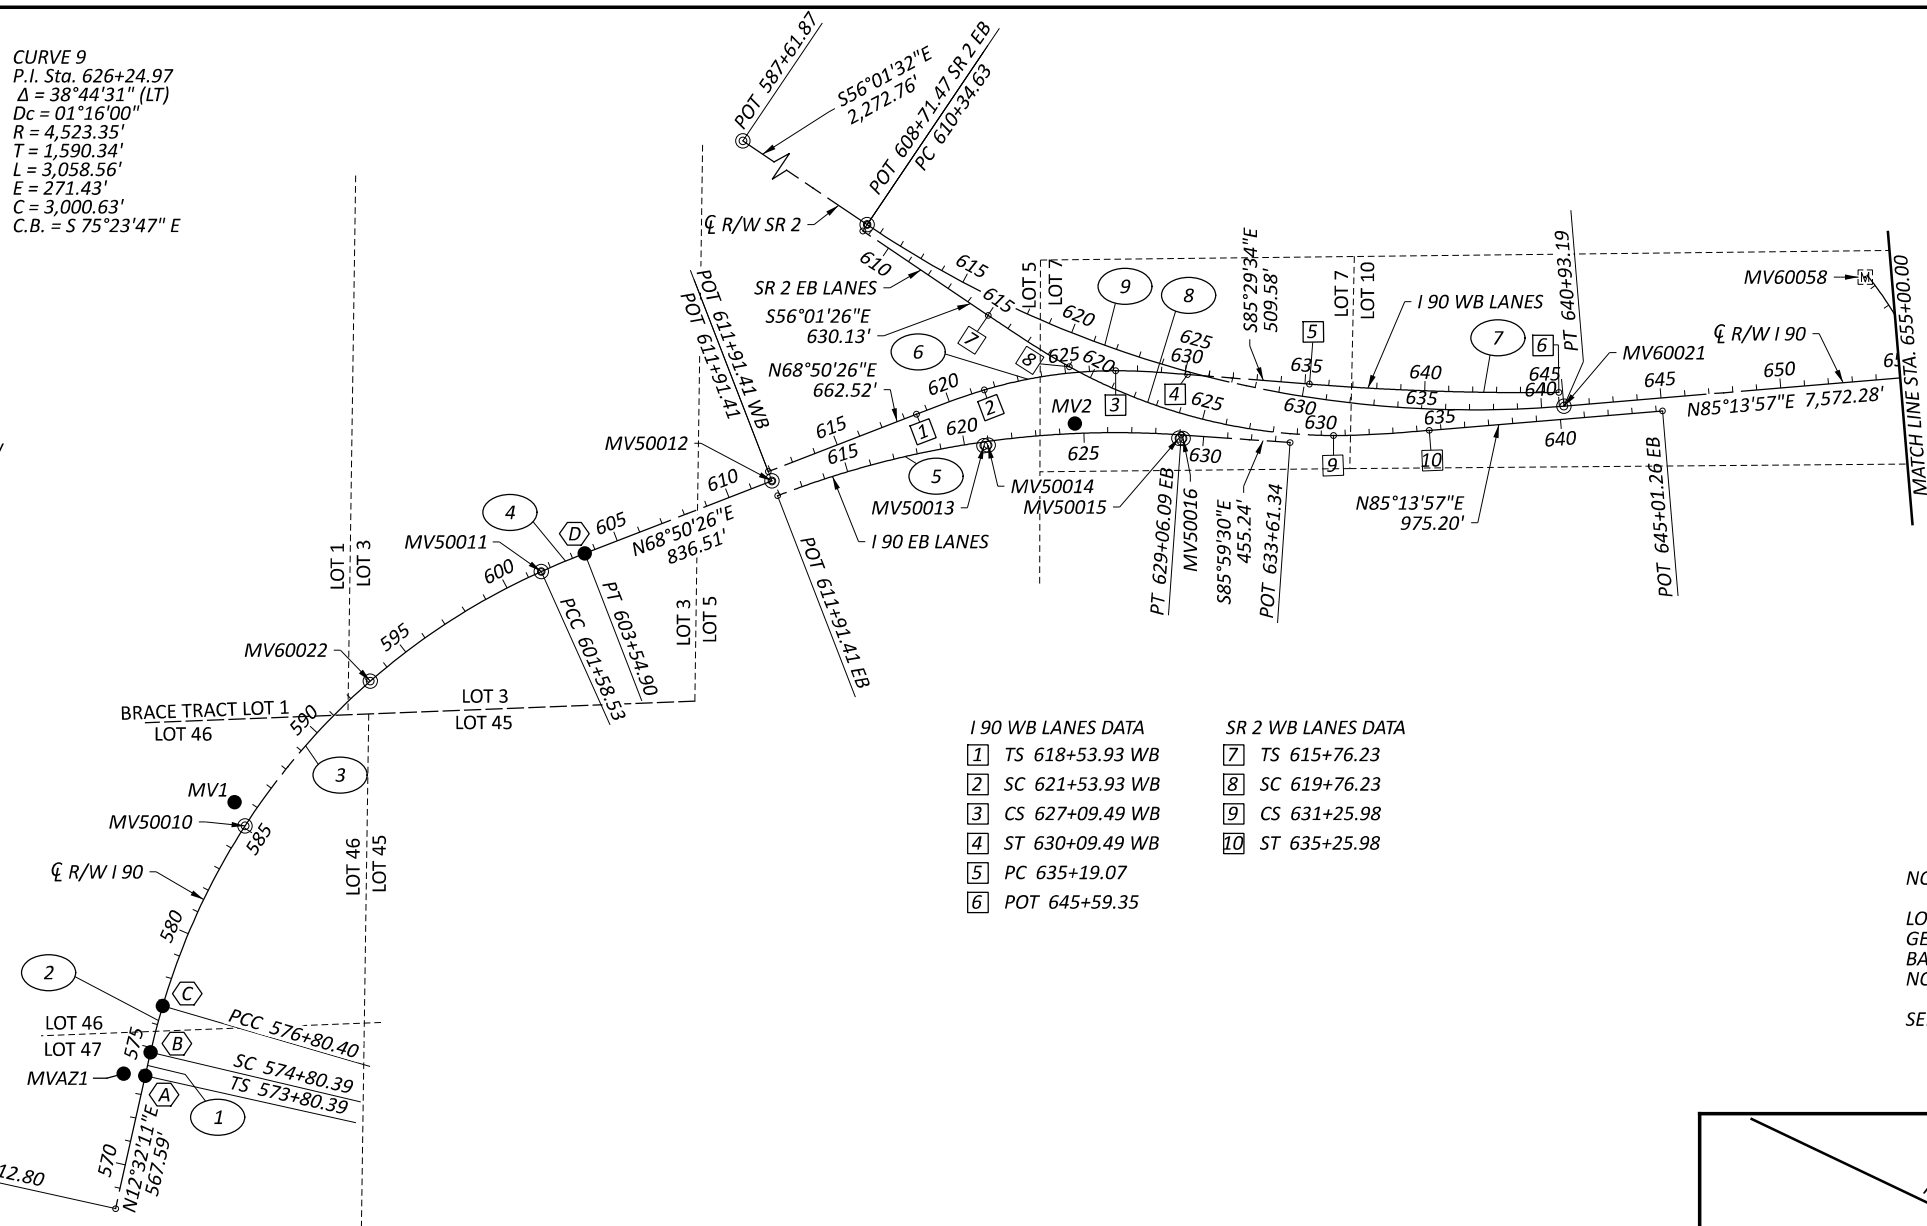 CURVE 9
P.I. Sta. 626+24.97
Δ = 38°44'31" (LT)
Dc = 01°16'00"
R = 4,523.35'
T = 1,590.34'
L = 3,058.56'
E = 271.43'
C = 3,000.63'
C.B. = S 75°23'47" E
POT 587+61.87
S56°01'32"E
2,272.76'
POT 608+71.47 SR 2 EB
PC 610+34.63
℄ R/W SR 2
610
615
SR 2 EB LANES
S56°01'26"E
630.13'
615
7
8
LOT 5
LOT 7
620
9
8
625
630
S85°29'34"E
509.58'
5
LOT 7
LOT 10
I 90 WB LANES
7
6
PT 640+93.19
MV60021
℄ R/W I 90
MV60058
M
MATCH LINE STA. 655+00.00
POT 611+91.41 WB
POT 611+91.41
6
N68°50'26"E
662.52'
620
625
620
635
640
645
640
645
650
65
N85°13'57"E 7,572.28'
1
2
3
4
MV2
625
630
635
615
620
615
625
630
630
635
640
5
MV50012
MV50013
MV50014
MV50015
MV50016
9
10
I 90 EB LANES
PT 629+06.09 EB
S85°59'30"E
455.24'
POT 633+61.34
N85°13'57"E
975.20'
POT 645+01.26 EB
610
605
N68°50'26"E
836.51'
POT 611+91.41 EB
4
D
MV50011
600
PT 603+54.90
PCC 601+58.53
LOT 1
LOT 3
LOT 3
LOT 5
595
MV60022
BRACE TRACT LOT 1
LOT 46
LOT 3
LOT 45
590
3
MV1
MV50010
585
LOT 46
LOT 45
℄ R/W I 90
580
2
C
PCC 576+80.40
LOT 46
LOT 47
575
B
SC 574+80.39
MVAZ1
TS 573+80.39
A
1
570
N12°32'11"E
567.59'
12.80
I 90 WB LANES DATA
1 TS 618+53.93 WB
2 SC 621+53.93 WB
3 CS 627+09.49 WB
4 ST 630+09.49 WB
5 PC 635+19.07
6 POT 645+59.35
SR 2 WB LANES DATA
7 TS 615+76.23
8 SC 619+76.23
9 CS 631+25.98
10 ST 635+25.98
NO
LO
GE
BA
NO
SE